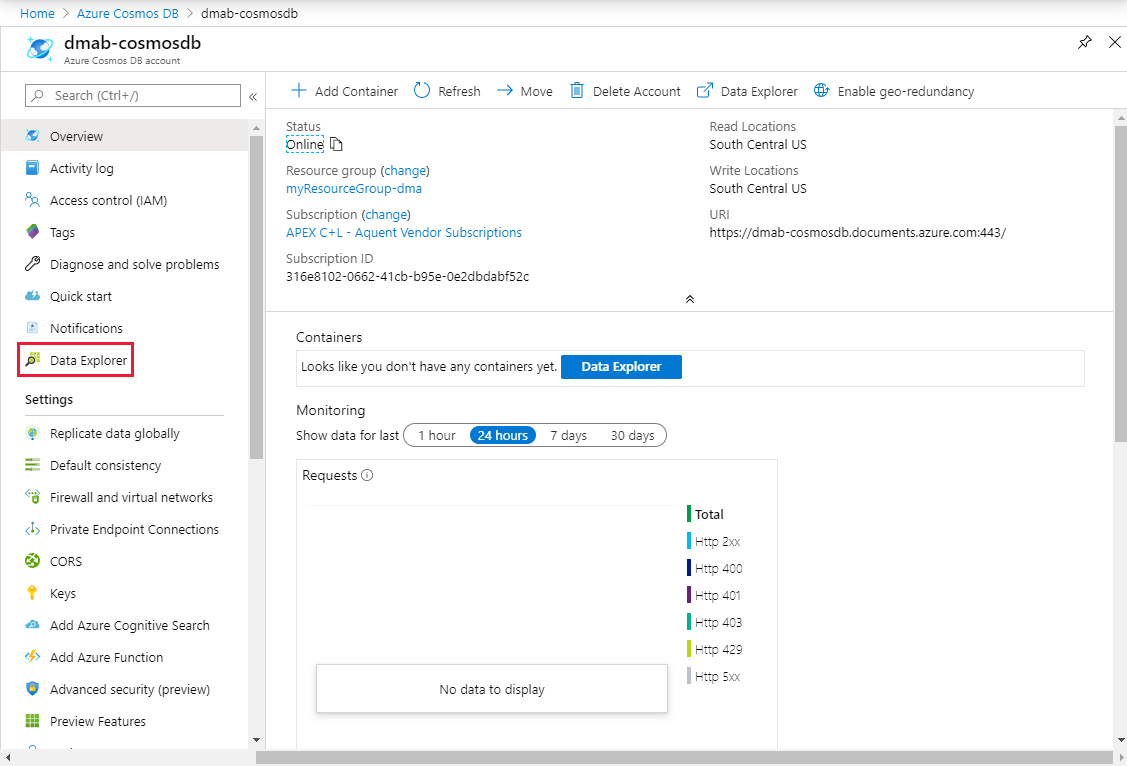 Home > Azure Cosmos DB > dmab-cosmosdb
dmab-cosmosdb
Azure Cosmos DB account
Search (Ctrl+/)
«
Overview
Activity log
Access control (IAM)
Tags
Diagnose and solve problems
Quick start
Notifications
Data Explorer
Settings
Replicate data globally
Default consistency
Firewall and virtual networks
Private Endpoint Connections
CORS
Keys
Add Azure Cognitive Search
Add Azure Function
Advanced security (preview)
Preview Features
Add Container
Refresh
Move
Delete Account
Data Explorer
Enable geo-redundancy
Status
Online
Resource group (change)
myResourceGroup-dma
Subscription (change)
APEX C+L - Aquent Vendor Subscriptions
Subscription ID
316e8102-0662-41cb-b95e-0e2dbdabf52c
Read Locations
South Central US
Write Locations
South Central US
URI
https://dmab-cosmosdb.documents.azure.com:443/
Containers
Looks like you don't have any containers yet. Data Explorer
Monitoring
Show data for last 1 hour 24 hours 7 days 30 days
Requests
Total
Http 2xx
Http 400
Http 401
Http 403
Http 429
Http 5xx
No data to display